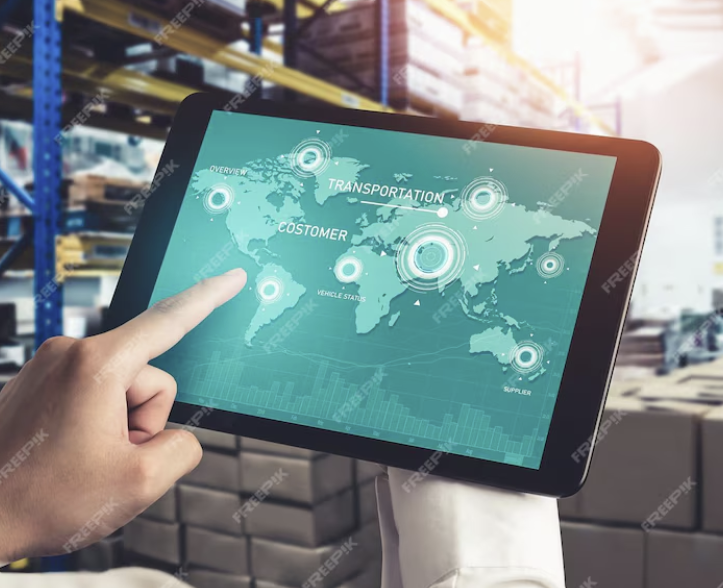 OVERVIEW
TRANSPORTATION
COSTOMER
VEHICLE STATUS
SUPPLIER
FREEPIK